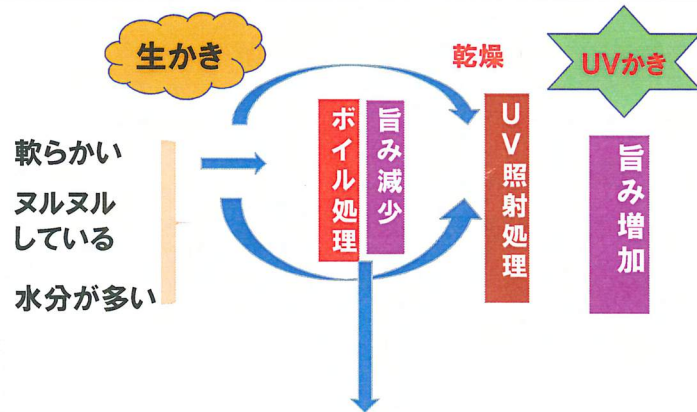 生かき
乾燥
UVかき
軟らかい
ヌルヌル
している
水分が多い
ボイル処理
旨み減少
UV照射処理
旨み増加